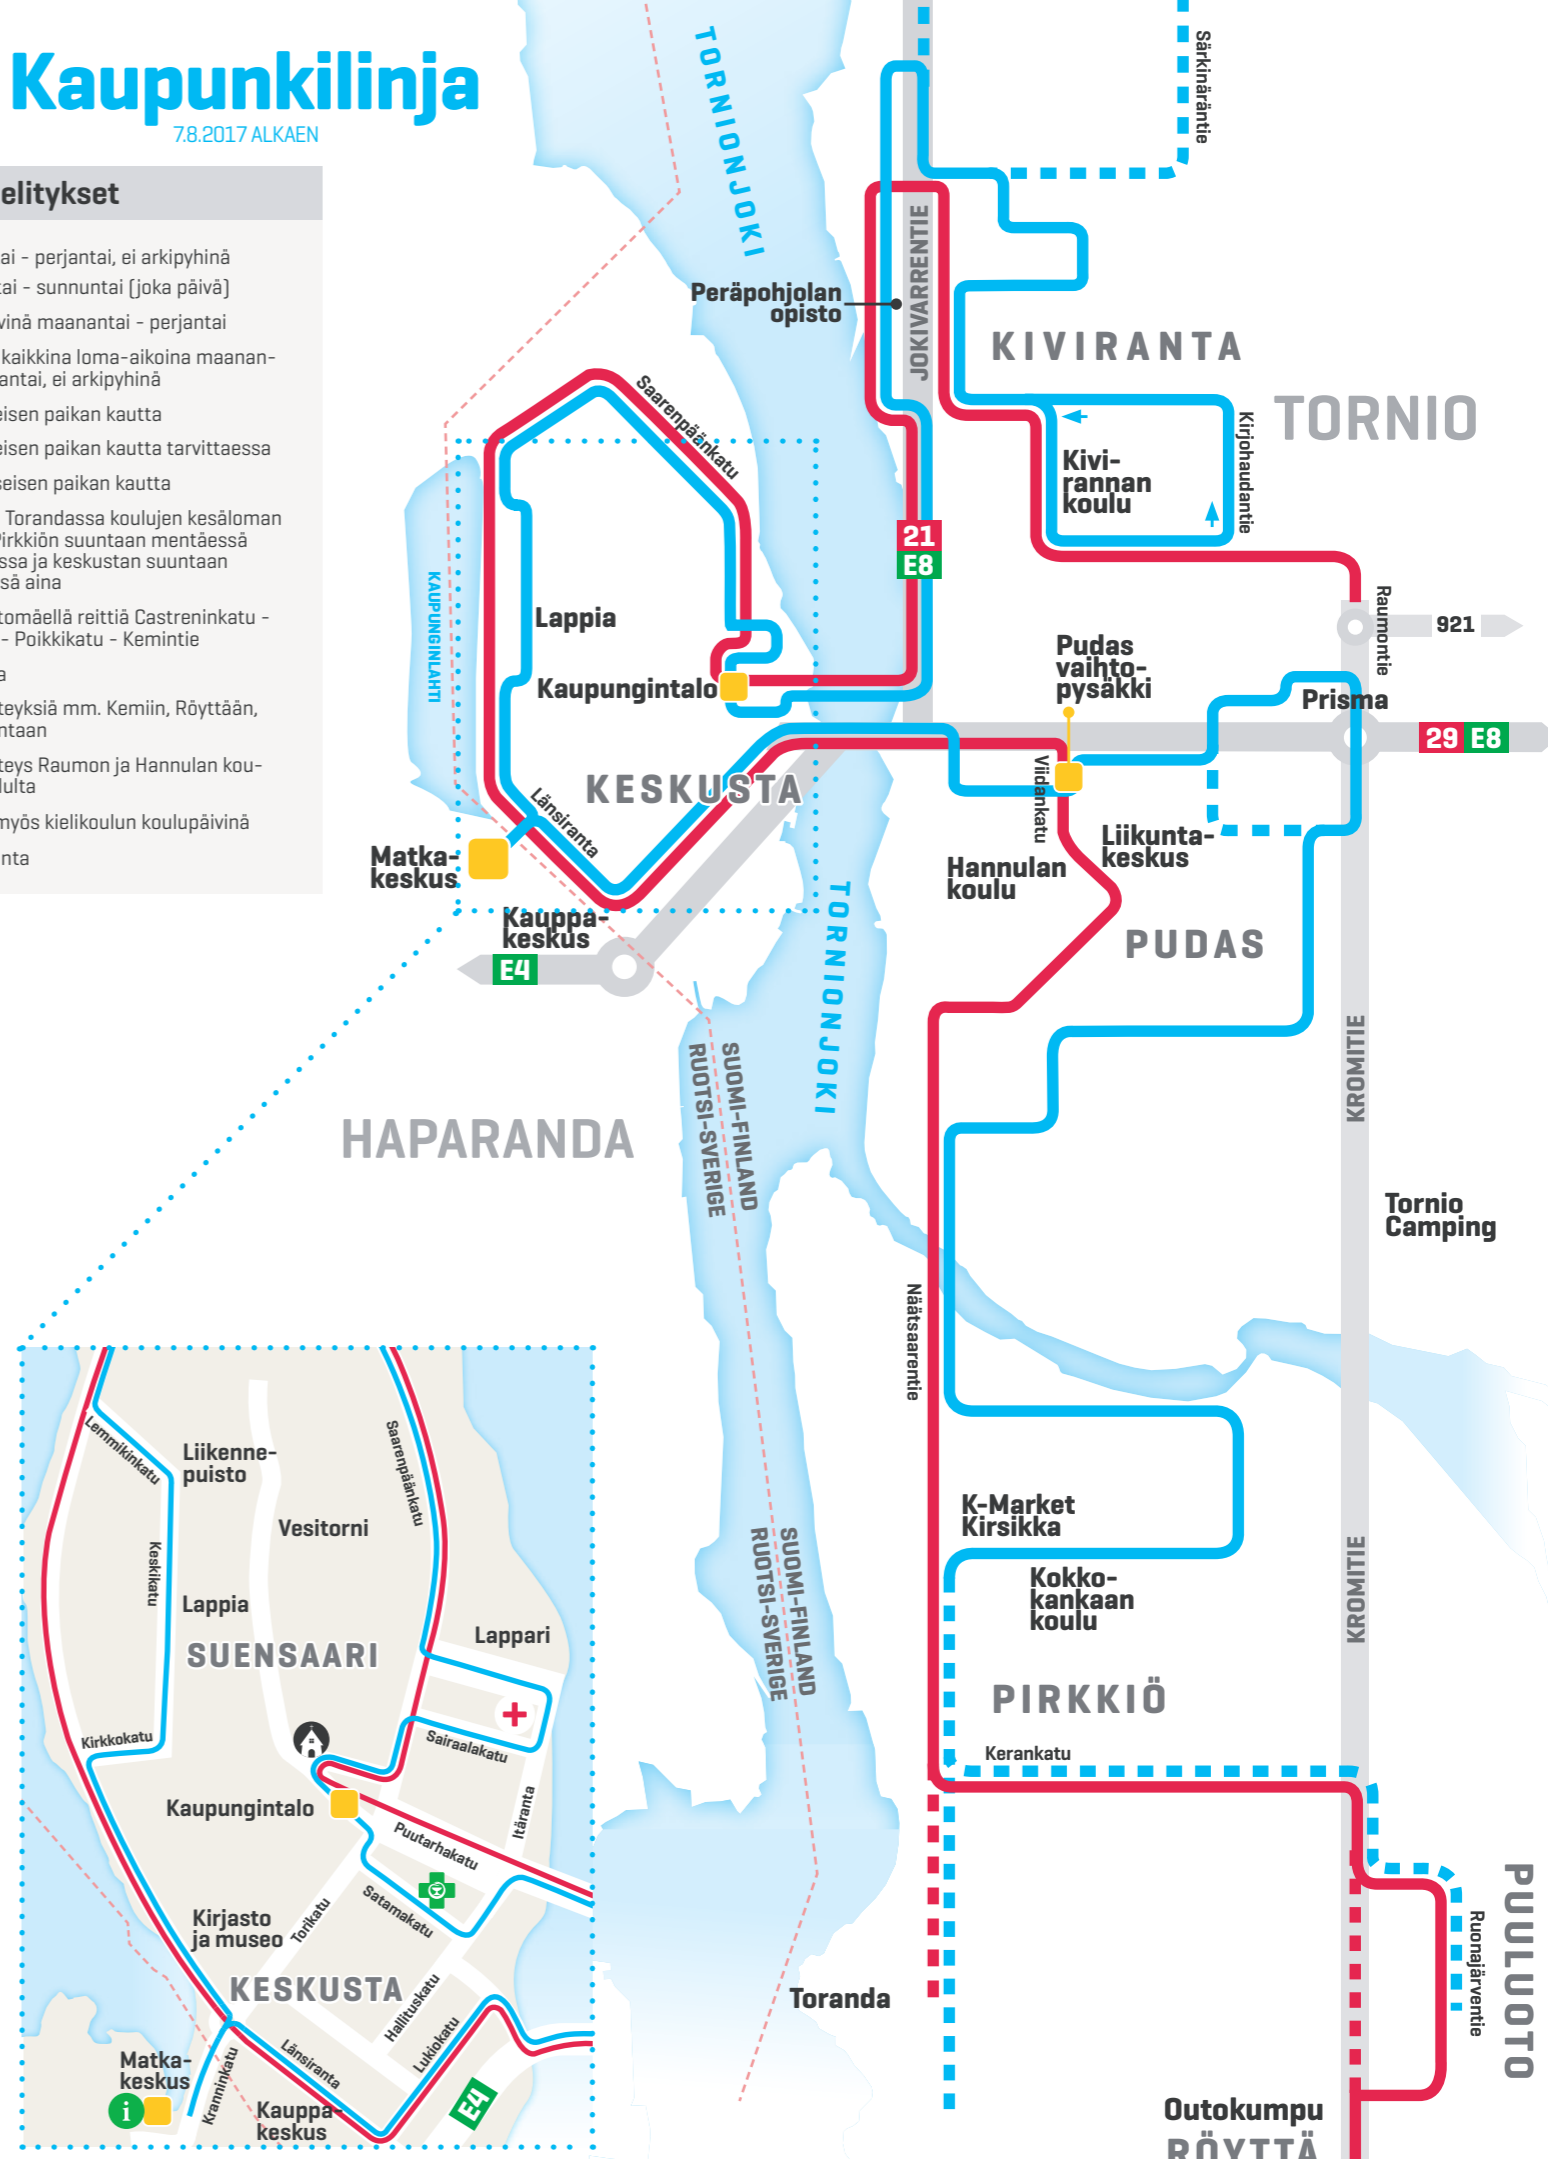 Kaupunkilinja
7.8.2017 ALKAEN
elitykset
ai - perjantai, ei arkipyhinä
tai - sunnuntai (joka päivä)
vinä maanantai - perjantai
kaikkina loma-aikoina maanan-
antai, ei arkipyhinä
eisen paikan kautta
eisen paikan kautta tarvittaessa
seisen paikan kautta
Torandassa koulujen kesäloman
Pirkkiön suuntaan mentäessä
ssa ja keskustan suuntaan
sä aina
tomäellä reittiä Castreninkatu -
- Poikkikatu - Kemintie
a
teyksiä mm. Kemiin, Röyttään,
ntaan
teys Raumon ja Hannulan kou-
lulta
myös kielikoulun koulupäivinä
nta
TORNIONJOKI
Särkinäräntie
Peräpohjolan
opisto
JOKIVARRENTIE
KIVIRANTA
TORNIO
Saarenpäänkatu
Kivi-
rannan
koulu
Kirjohaudantie
21
E8
KAUPUNGINLAHTI
Lappia
Kaupungintalo
Raumontie
921
Pudas
vaihto-
pysäkki
Prisma
29 E8
KESKUSTA
Länsiranta
Viidankatu
Matka-
keskus
Liikunta-
keskus
Hannulan
koulu
Kauppa-
keskus
E4
TORNIONJOKI
PUDAS
KROMITIE
SUOMI-FINLAND
RUOTSI-SVERIGE
HAPARANDA
Tornio
Camping
Näätsaarentie
K-Market
Kirsikka
Kokko-
kankaan
koulu
KROMITIE
SUOMI-FINLAND
RUOTSI-SVERIGE
PIRKKIÖ
Kerankatu
PUULUOTO
Ruonajärventie
Toranda
Outokumpu
RÖYTTÄ
Lemmikinkatu
Liikenne-
puisto
Saarenpäänkatu
Vesitorni
Keskikatu
Lappia
SUENSAARI
Lappari
Kirkkokatu
Sairaalakatu
Kaupungintalo
Itäranta
Puutarhakatu
Satamakatu
Kirjasto
ja museo
Torikatu
KESKUSTA
Hallituskatu
Länsiranta
Lukiokatu
Matka-
keskus
i
Kranninkatu
Kauppa-
keskus
E4